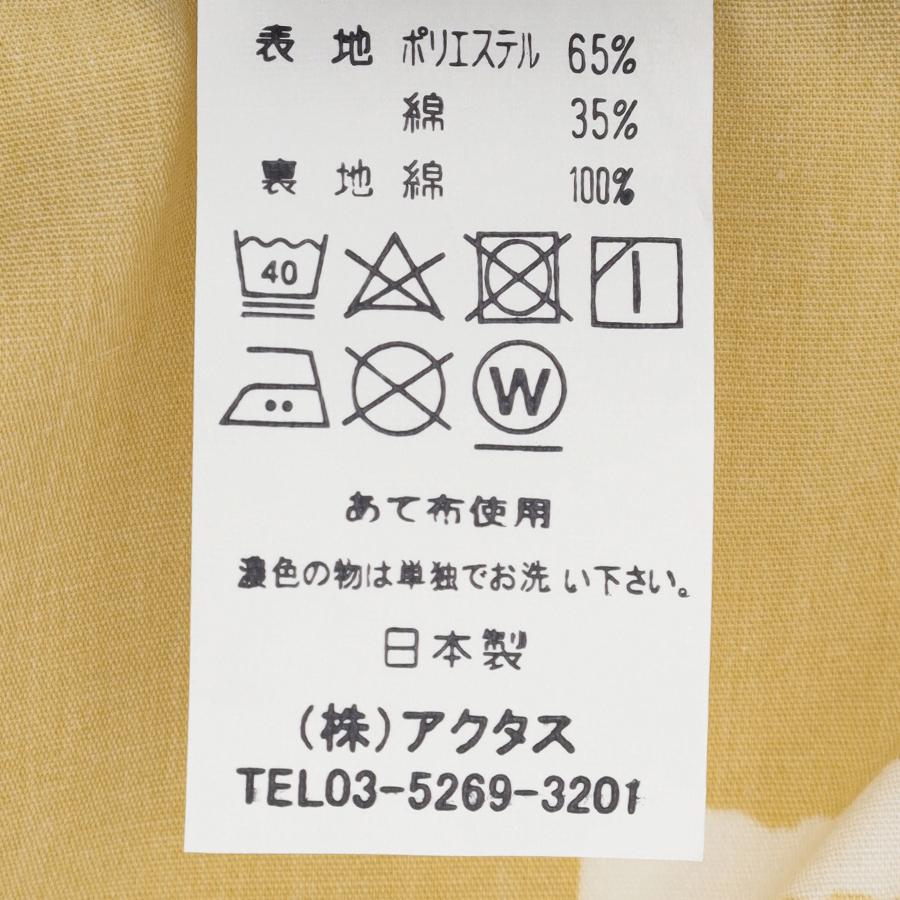 表 地 ポリエステル 65%
綿 35%
裏 地 綿 100%
40
W
あて布使用
濃色の物は単独でお洗い下さい。
日本製
(株)アクタス
TEL03-5269-3201